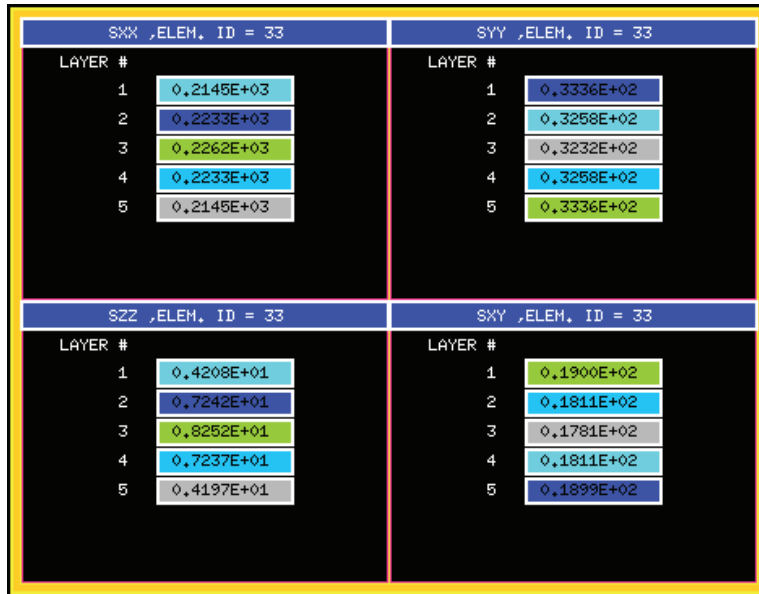 SXX ,ELEM. ID = 33
LAYER #
1 0.2145E+03
2 0.2233E+03
3 0.2262E+03
4 0.2233E+03
5 0.2145E+03
SYY ,ELEM. ID = 33
LAYER #
1 0.3336E+02
2 0.3258E+02
3 0.3232E+02
4 0.3258E+02
5 0.3336E+02
SZZ ,ELEM. ID = 33
LAYER #
1 0.4208E+01
2 0.7242E+01
3 0.8252E+01
4 0.7237E+01
5 0.4197E+01
SXY ,ELEM. ID = 33
LAYER #
1 0.1900E+02
2 0.1811E+02
3 0.1781E+02
4 0.1811E+02
5 0.1899E+02